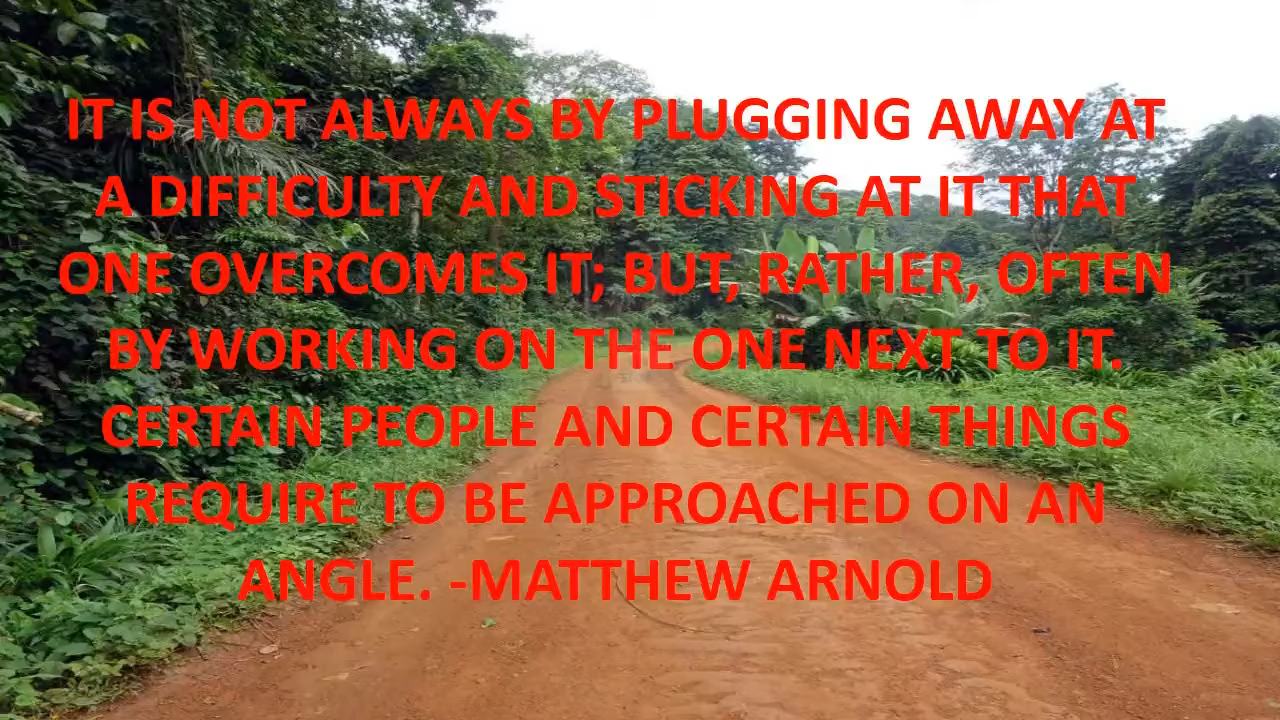 IT IS NOT ALWAYS BY PLUGGING AWAY AT
A DIFFICULTY AND STICKING AT IT THAT
ONE OVERCOMES IT; BUT, RATHER, OFTEN
BY WORKING ON THE ONE NEXT TO IT.
CERTAIN PEOPLE AND CERTAIN THINGS
REQUIRE TO BE APPROACHED ON AN
ANGLE. -MATTHEW ARNOLD